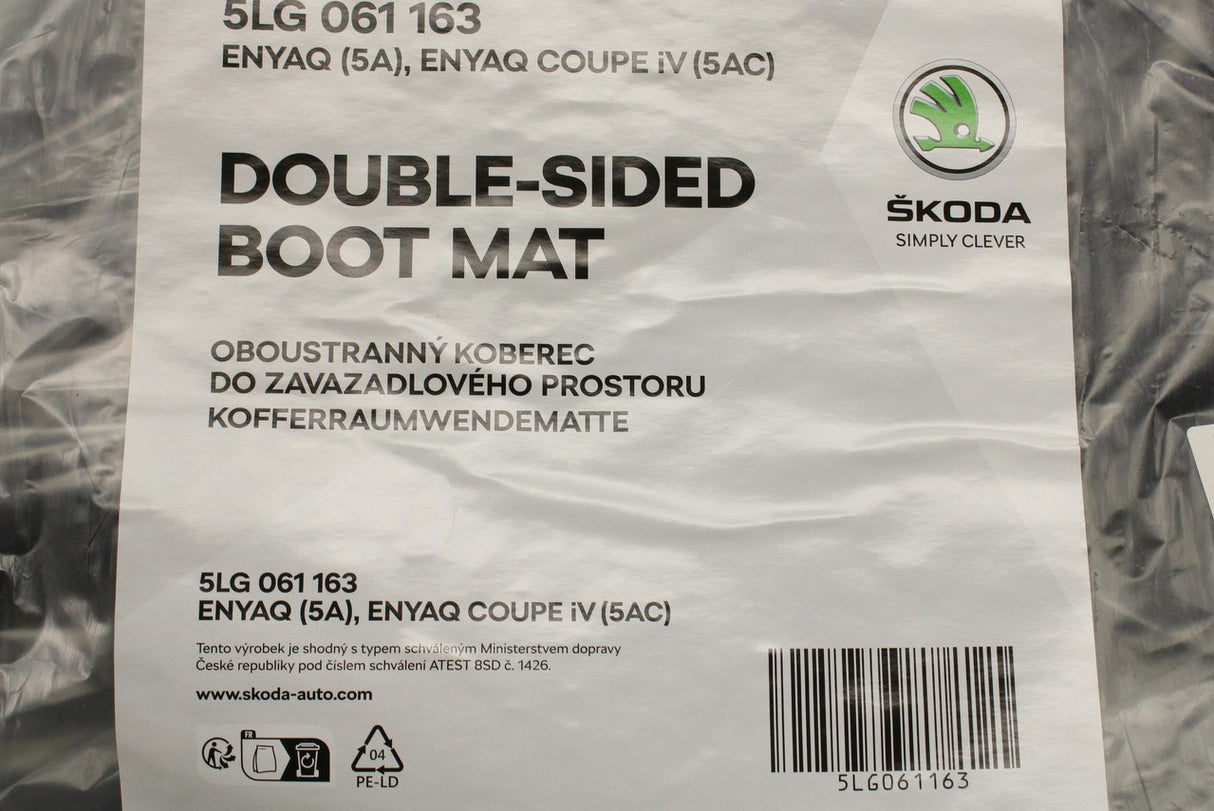 5LG 061 163
ENYAQ (5A), ENYAQ COUPE iV (5AC)
ŠKODA
SIMPLY CLEVER
DOUBLE-SIDED
BOOT MAT
OBOUSTRANNÝ KOBEREC
DO ZAVAZADLOVÉHO PROSTORU
KOFFERRAUMWENDEMATTE
5LG 061 163
ENYAQ (5A), ENYAQ COUPE iV (5AC)
Tento výrobek je shodný s typem schváleným Ministerstvem dopravy
České republiky pod číslem schválení ATEST 8SD č. 1426.
www.skoda-auto.com
FR
04
PE-LD
5LG061163